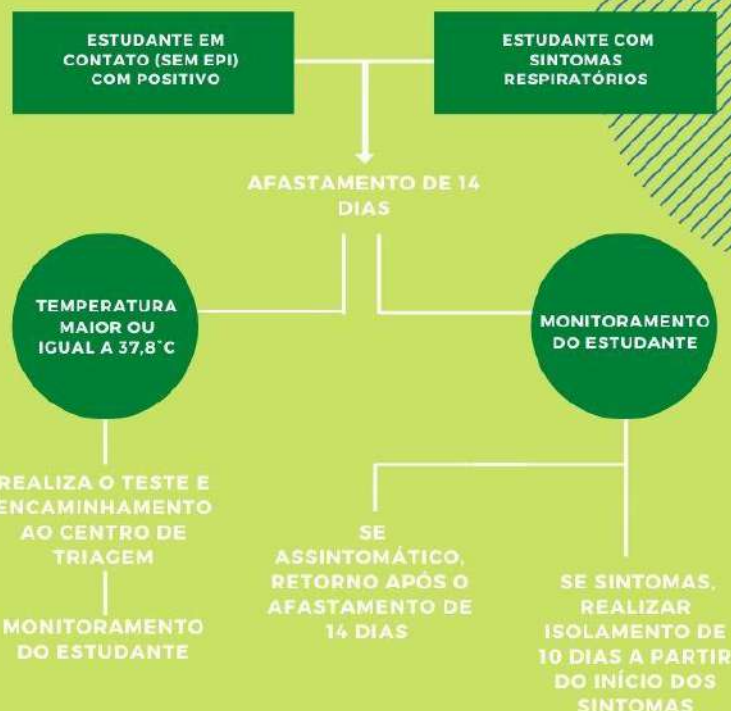 ESTUDANTE EM
CONTATO (SEM EPI)
COM POSITIVO
ESTUDANTE COM
SINTOMAS
RESPIRATÓRIOS
AFASTAMENTO DE 14
DIAS
TEMPERATURA
MAIOR OU
IGUAL A 37,8°C
MONITORAMENTO
DO ESTUDANTE
REALIZA O TESTE E
ENCAMINHAMENTO
AO CENTRO DE
TRIAGEM
MONITORAMENTO
DO ESTUDANTE
SE
ASSINTOMÁTICO,
RETORNO APÓS O
AFASTAMENTO DE
14 DIAS
SE SINTOMAS,
REALIZAR
ISOLAMENTO DE
10 DIAS A PARTIR
DO INÍCIO DOS
SINTOMAS